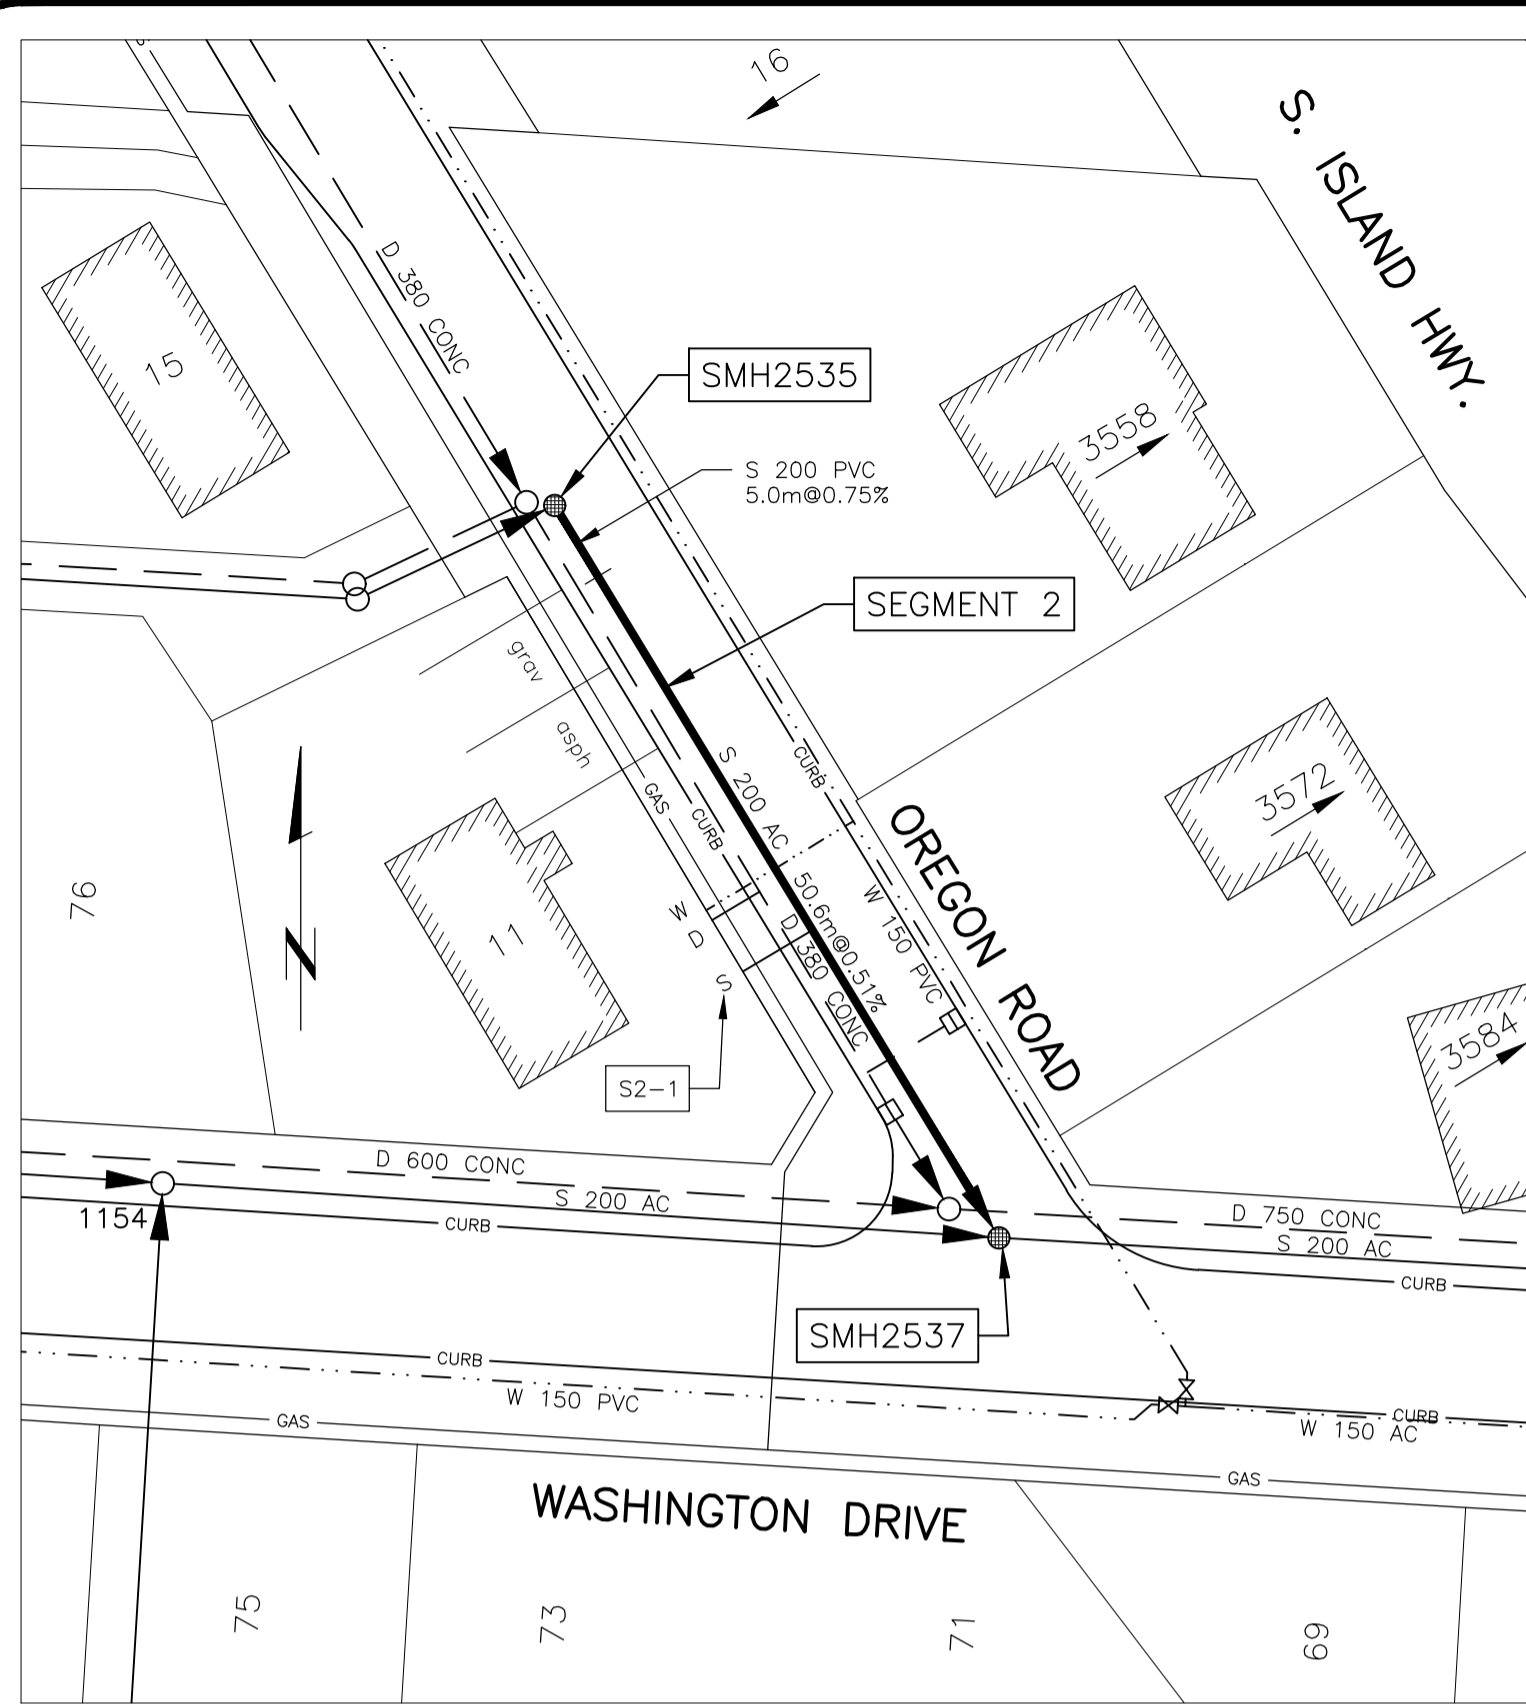 16
S. ISLAND HWY.
D 380 CONC
15
SMH2535
3558
S 200 PVC
5.0m@0.75%
SEGMENT 2
grav
asph
CURB
GAS
CURB
S 200 AC 50.6m@0.51%
3572
OREGON ROAD
76
11
W
D
S
D 380 CONC
W 150 PVC
N
3584
S2-1
D 600 CONC
S 200 AC
1154
CURB
D 750 CONC
S 200 AC
CURB
SMH2537
CURB
W 150 PVC
GAS
CURB
W 150 AC
GAS
WASHINGTON DRIVE
75
73
71
69